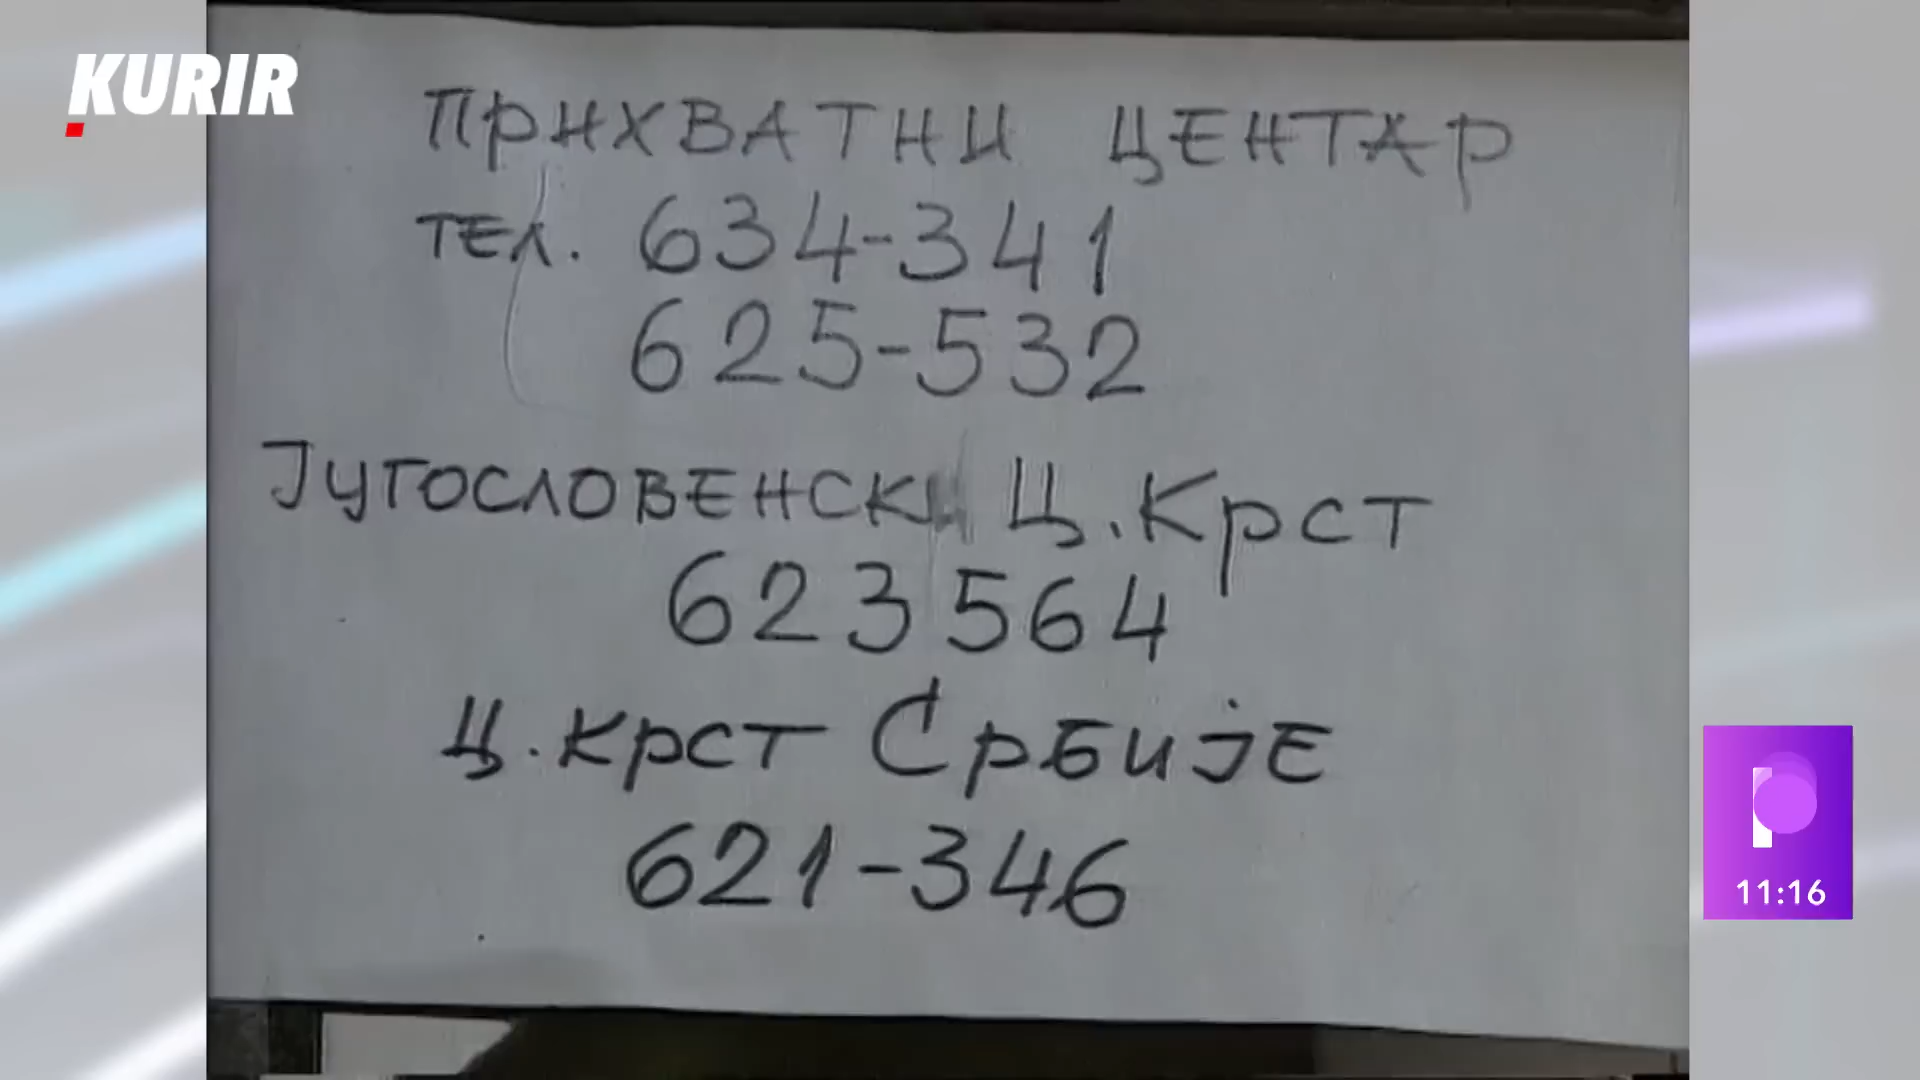 KURIR
ПРИХВАТНИ ЦЕНТАР
ТЕЛ. 634-341
625-532
ЈУГОСЛОВЕНСКИ Ц.КРСТ
623564
Ц.КРСТ СРБИЈЕ
621-346
11:16